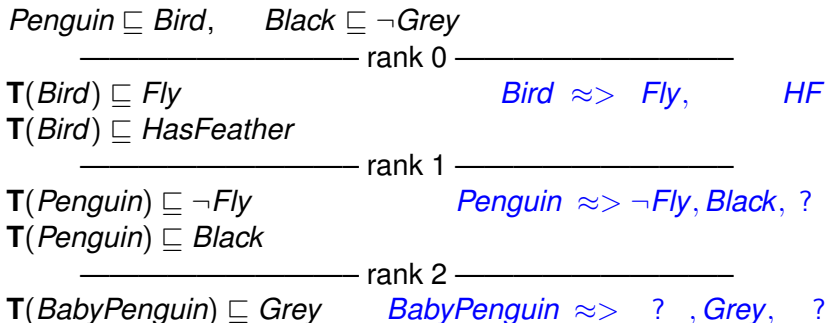 Penguin ⊑ Bird, Black ⊑ ¬Grey
rank 0
T(Bird) ⊑ Fly Bird ≈> Fly, HF
T(Bird) ⊑ HasFeather
rank 1
T(Penguin) ⊑ ¬Fly Penguin ≈> ¬Fly, Black, ?
T(Penguin) ⊑ Black
rank 2
T(BabyPenguin) ⊑ Grey BabyPenguin ≈> ? , Grey, ?